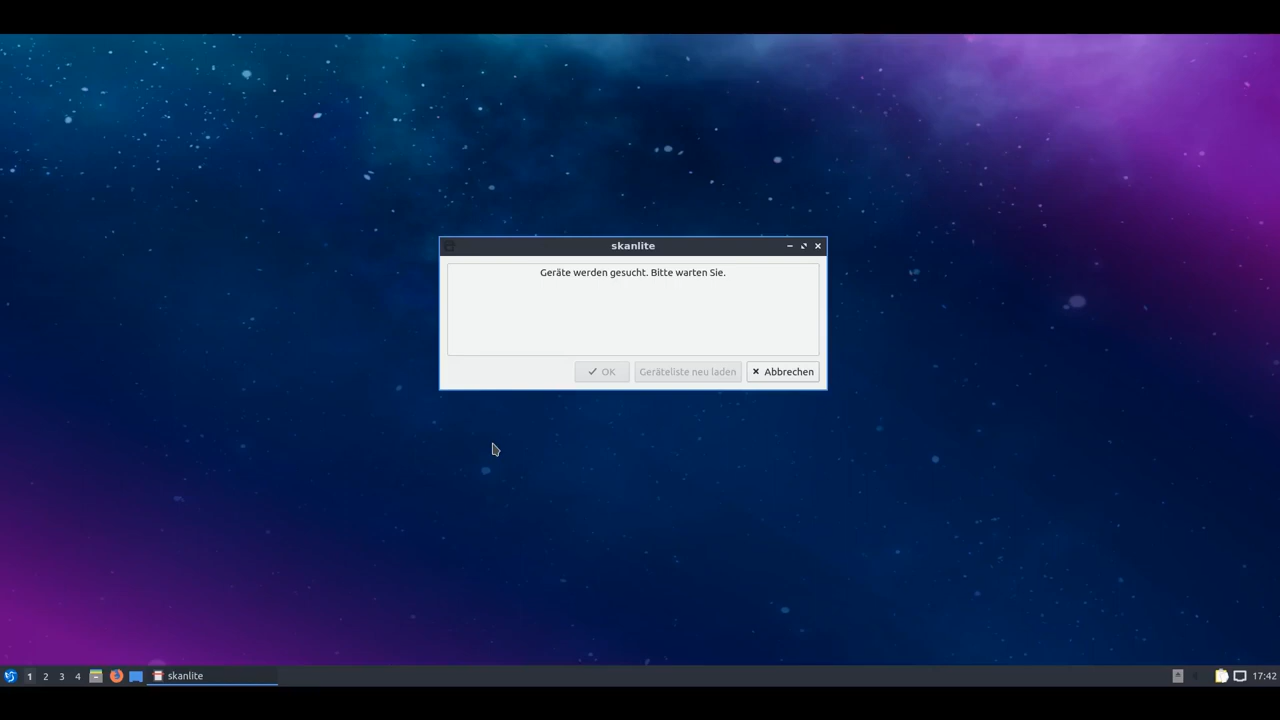 skanlite
Geräte werden gesucht. Bitte warten Sie.
OK
Geräteliste neu laden
Abbrechen
1 2 3 4
skanlite
17:42